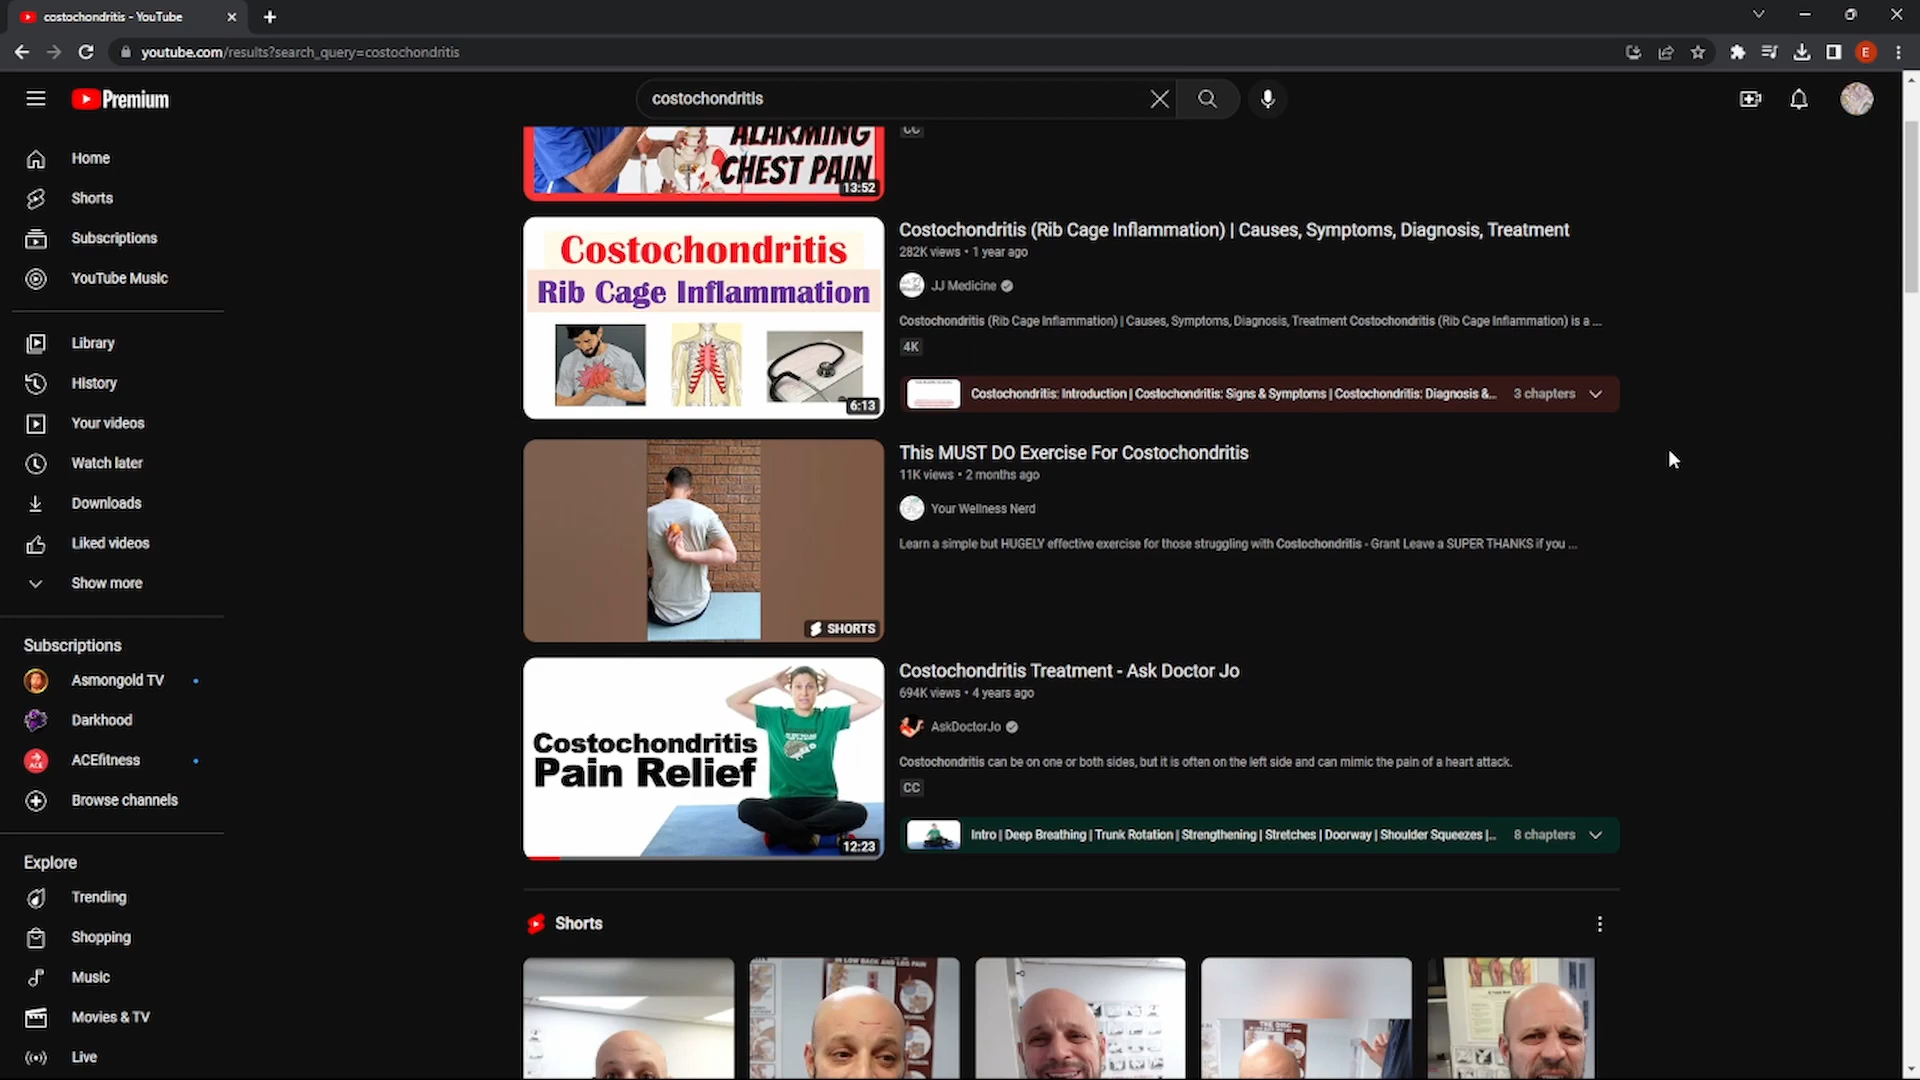 costochondritis - YouTube
youtube.com/results?search_query=costochondritis
E
Premium
costochondritis
Home
Shorts
Subscriptions
YouTube Music
Library
History
Your videos
Watch later
Downloads
Liked videos
Show more
Subscriptions
Asmongold TV
Darkhood
ACEfitness
Browse channels
Explore
Trending
Shopping
Music
Movies & TV
Live
ALARMING
CHEST PAIN
13:52
CC
Costochondritis
Rib Cage Inflammation
6:13
Costochondritis (Rib Cage Inflammation) | Causes, Symptoms, Diagnosis, Treatment
282K views • 1 year ago
JJ Medicine
Costochondritis (Rib Cage Inflammation) | Causes, Symptoms, Diagnosis, Treatment Costochondritis (Rib Cage Inflammation) is a ...
4K
Costochondritis: Introduction | Costochondritis: Signs & Symptoms | Costochondritis: Diagnosis &... 3 chapters
SHORTS
This MUST DO Exercise For Costochondritis
11K views • 2 months ago
Your Wellness Nerd
Learn a simple but HUGELY effective exercise for those struggling with Costochondritis - Grant Leave a SUPER THANKS if you ...
Costochondritis
Pain Relief
12:23
Costochondritis Treatment - Ask Doctor Jo
694K views • 4 years ago
AskDoctorJo
Costochondritis can be on one or both sides, but it is often on the left side and can mimic the pain of a heart attack.
CC
Intro | Deep Breathing | Trunk Rotation | Strengthening | Stretches | Doorway | Shoulder Squeezes |... 8 chapters
Shorts
IN LOW BACK AND LEG PAIN